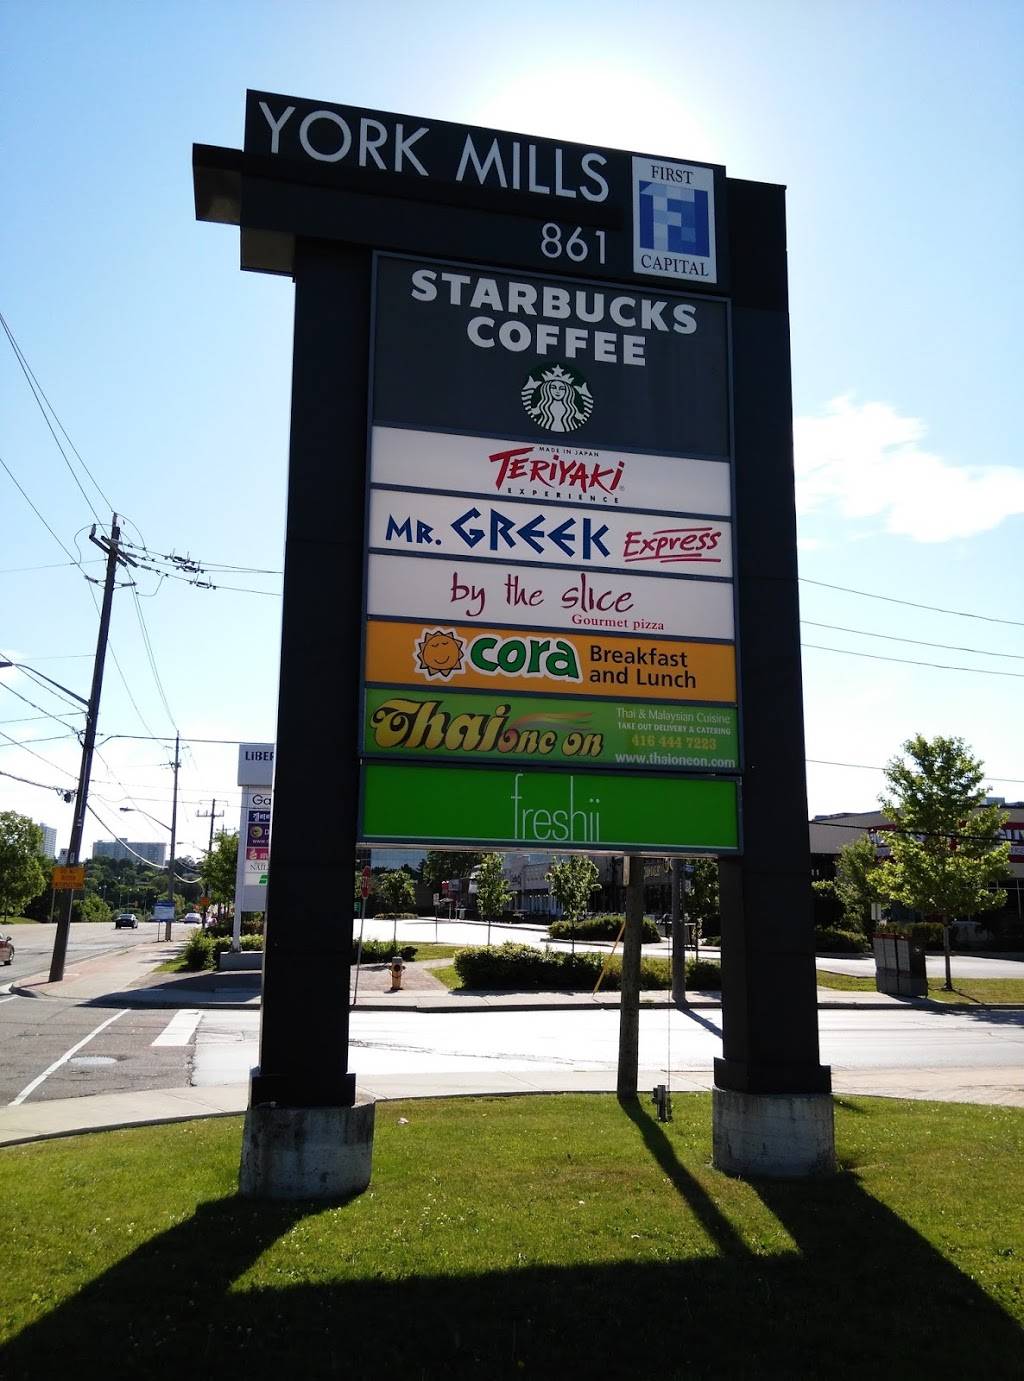 YORK MILLS
861
FIRST
CAPITAL
STARBUCKS
COFFEE
MADE IN JAPAN
TERIYAKI
EXPERIENCE
MR. GREEK Express
by the slice
Gourmet pizza
cora Breakfast
and Lunch
Thai one on
Thai & Malaysian Cuisine
TAKE OUT DELIVERY & CATERING
416 444 7223
www.thaioneon.com
freshii
LIBER
Ga